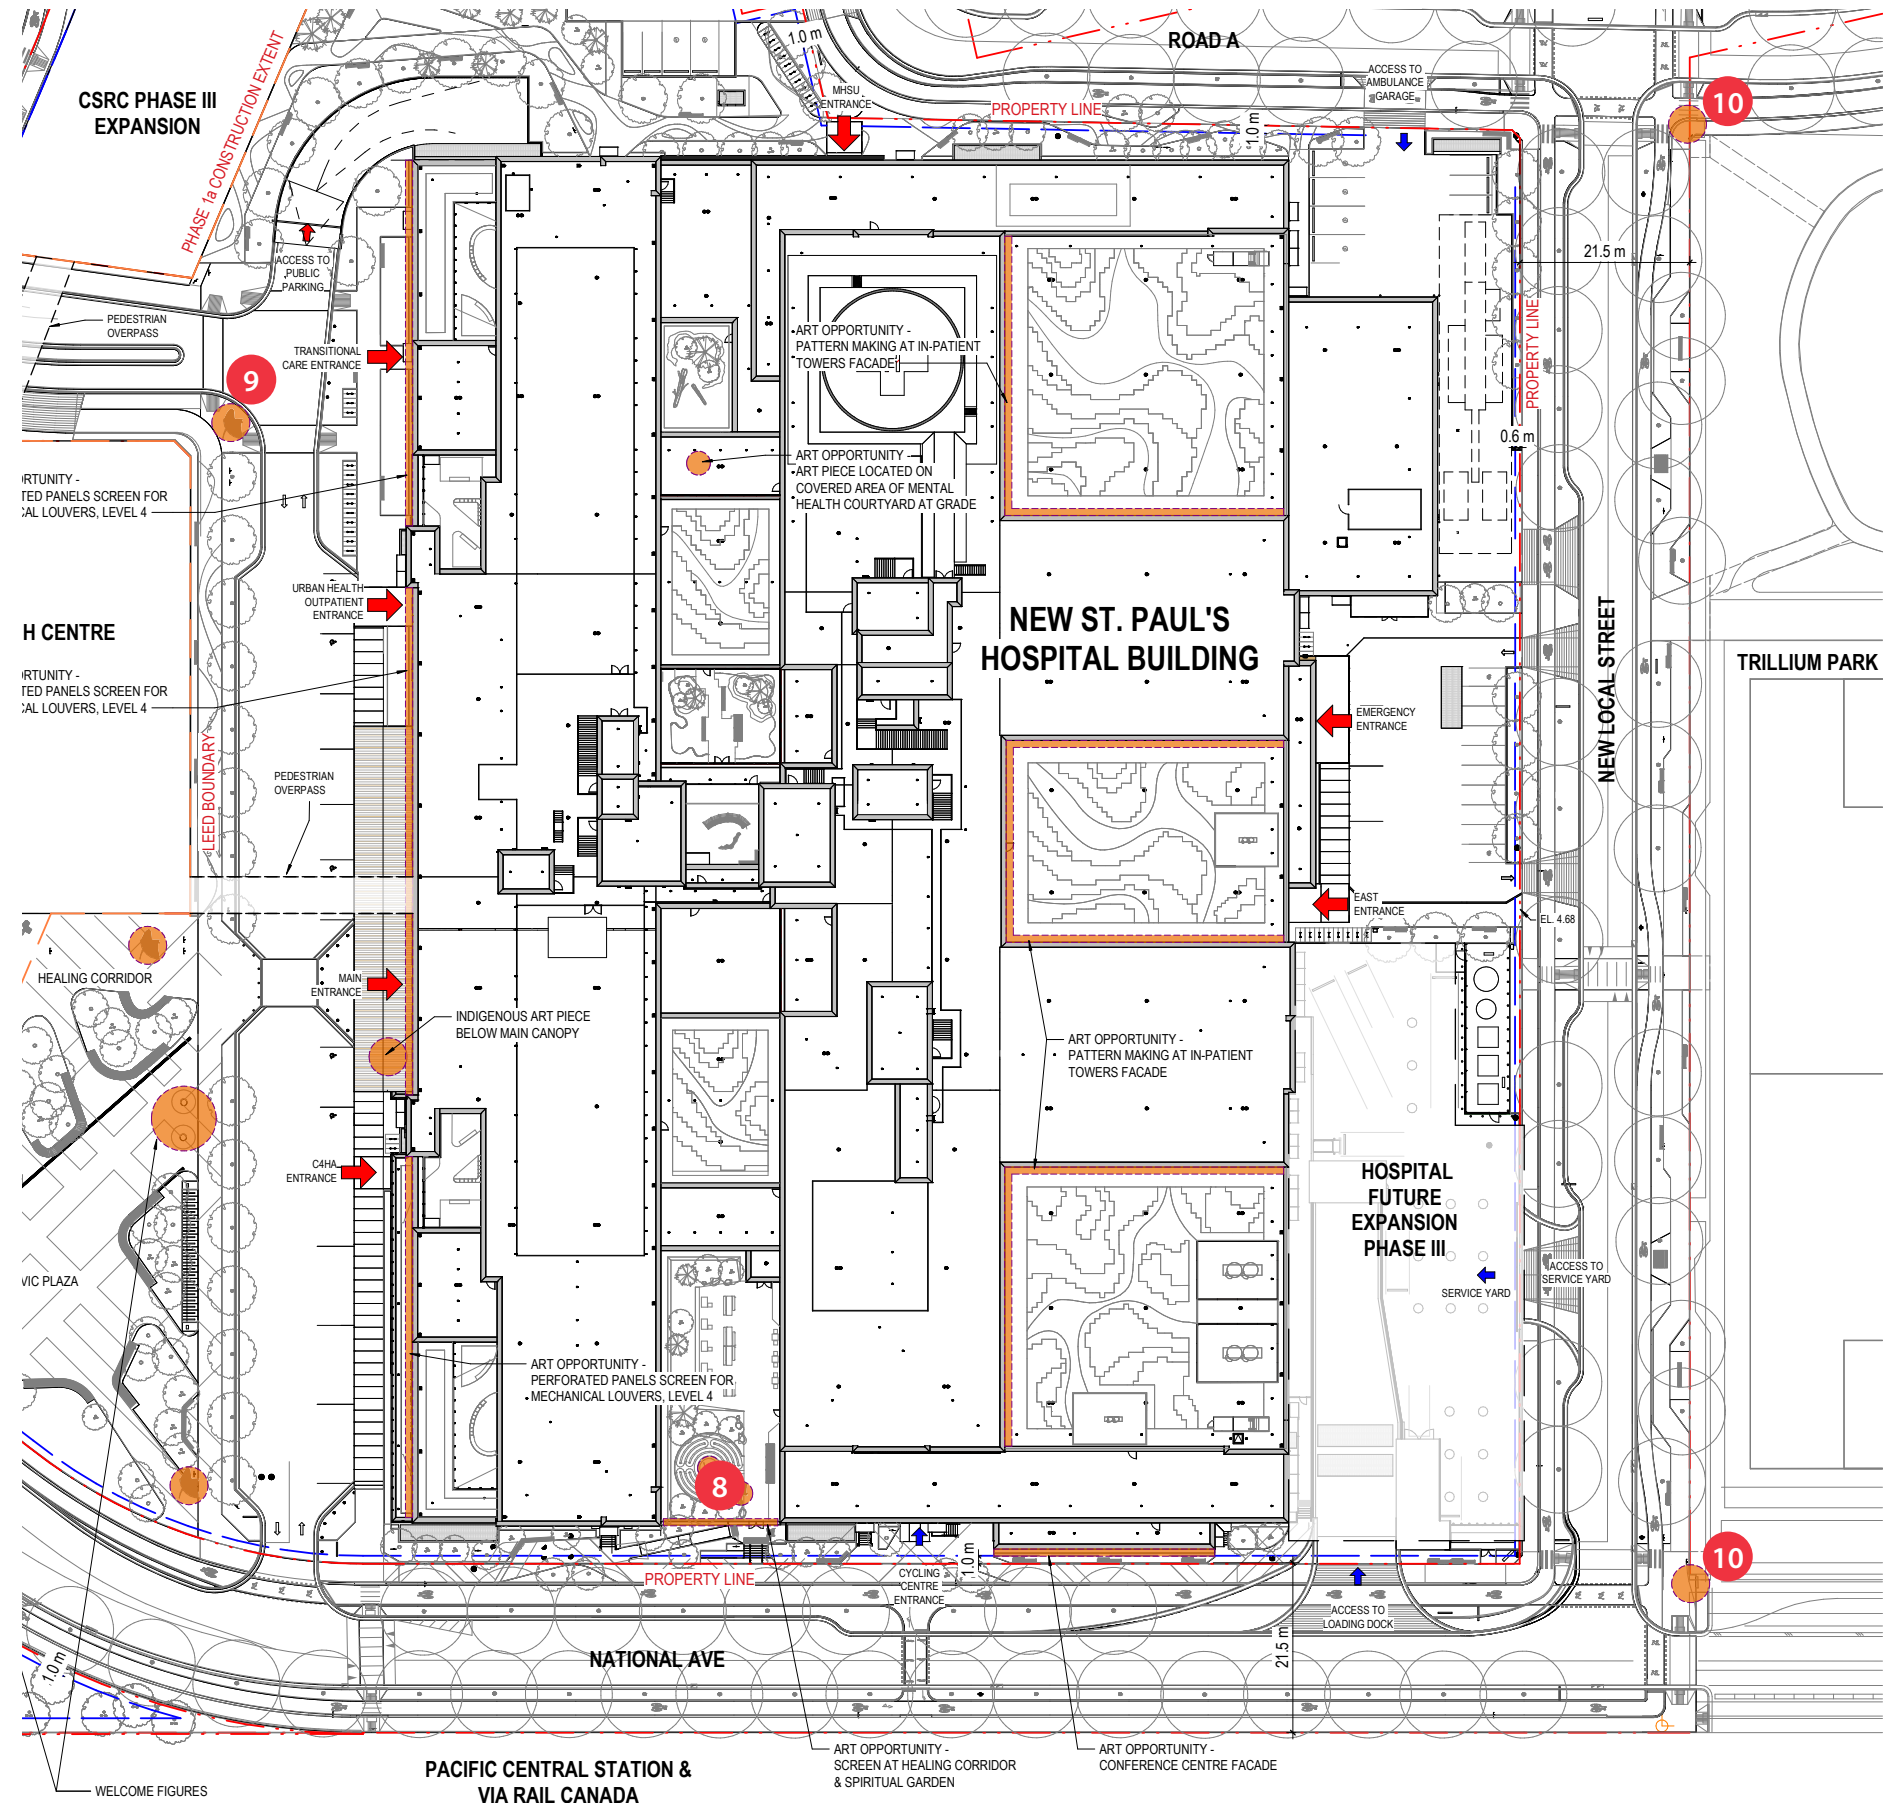 1.0 m
ROAD A
ACCESS TO
AMBULANCE
GARAGE
CSRC PHASE III
EXPANSION
PHASE 1a CONSTRUCTION EXTENT
MHSU
ENTRANCE
PROPERTY LINE
1.0 m
10
ACCESS TO
PUBLIC
PARKING
21.5 m
PEDESTRIAN
OVERPASS
TRANSITIONAL
CARE ENTRANCE
ART OPPORTUNITY -
PATTERN MAKING AT IN-PATIENT
TOWERS FACADE
PROPERTY LINE
9
0.6 m
ART OPPORTUNITY -
ART PIECE LOCATED ON
COVERED AREA OF MENTAL
HEALTH COURTYARD AT GRADE
RTUNITY -
TED PANELS SCREEN FOR
CAL LOUVERS, LEVEL 4
URBAN HEALTH
OUTPATIENT
ENTRANCE
NEW ST. PAUL'S
HOSPITAL BUILDING
H CENTRE
NEW LOCAL STREET
TRILLIUM PARK
RTUNITY -
TED PANELS SCREEN FOR
CAL LOUVERS, LEVEL 4
EMERGENCY
ENTRANCE
LEED BOUNDARY
PEDESTRIAN
OVERPASS
EAST
ENTRANCE
EL. 4.68
HEALING CORRIDOR
MAIN
ENTRANCE
INDIGENOUS ART PIECE
BELOW MAIN CANOPY
ART OPPORTUNITY -
PATTERN MAKING AT IN-PATIENT
TOWERS FACADE
C4HA
ENTRANCE
HOSPITAL
FUTURE
EXPANSION
PHASE III
VIC PLAZA
ACCESS TO
SERVICE YARD
SERVICE YARD
ART OPPORTUNITY -
PERFORATED PANELS SCREEN FOR
MECHANICAL LOUVERS, LEVEL 4
8
PROPERTY LINE
1.0 m
CYCLING
CENTRE
ENTRANCE
10
ACCESS TO
LOADING DOCK
21.5 m
NATIONAL AVE
1.0 m
ART OPPORTUNITY -
SCREEN AT HEALING CORRIDOR
& SPIRITUAL GARDEN
ART OPPORTUNITY -
CONFERENCE CENTRE FACADE
PACIFIC CENTRAL STATION &
VIA RAIL CANADA
WELCOME FIGURES